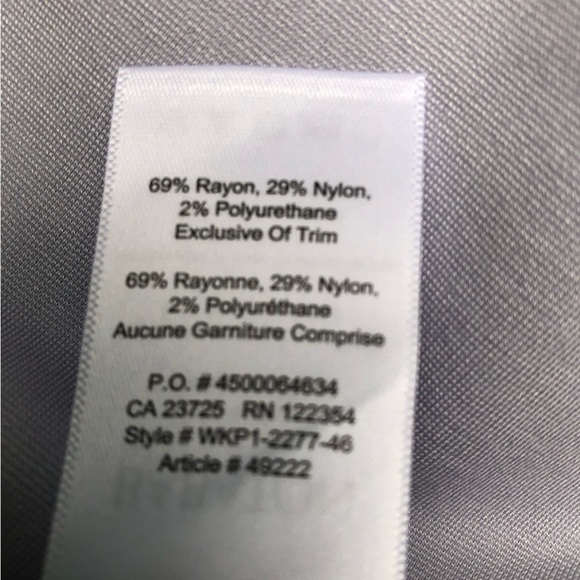 69% Rayon, 29% Nylon,
2% Polyurethane
Exclusive Of Trim
69% Rayonne, 29% Nylon,
2% Polyuréthane
Aucune Garniture Comprise
P.O. # 4500064634
CA 23725 RN 122354
Style # WKP1-2277-46
Article # 49222